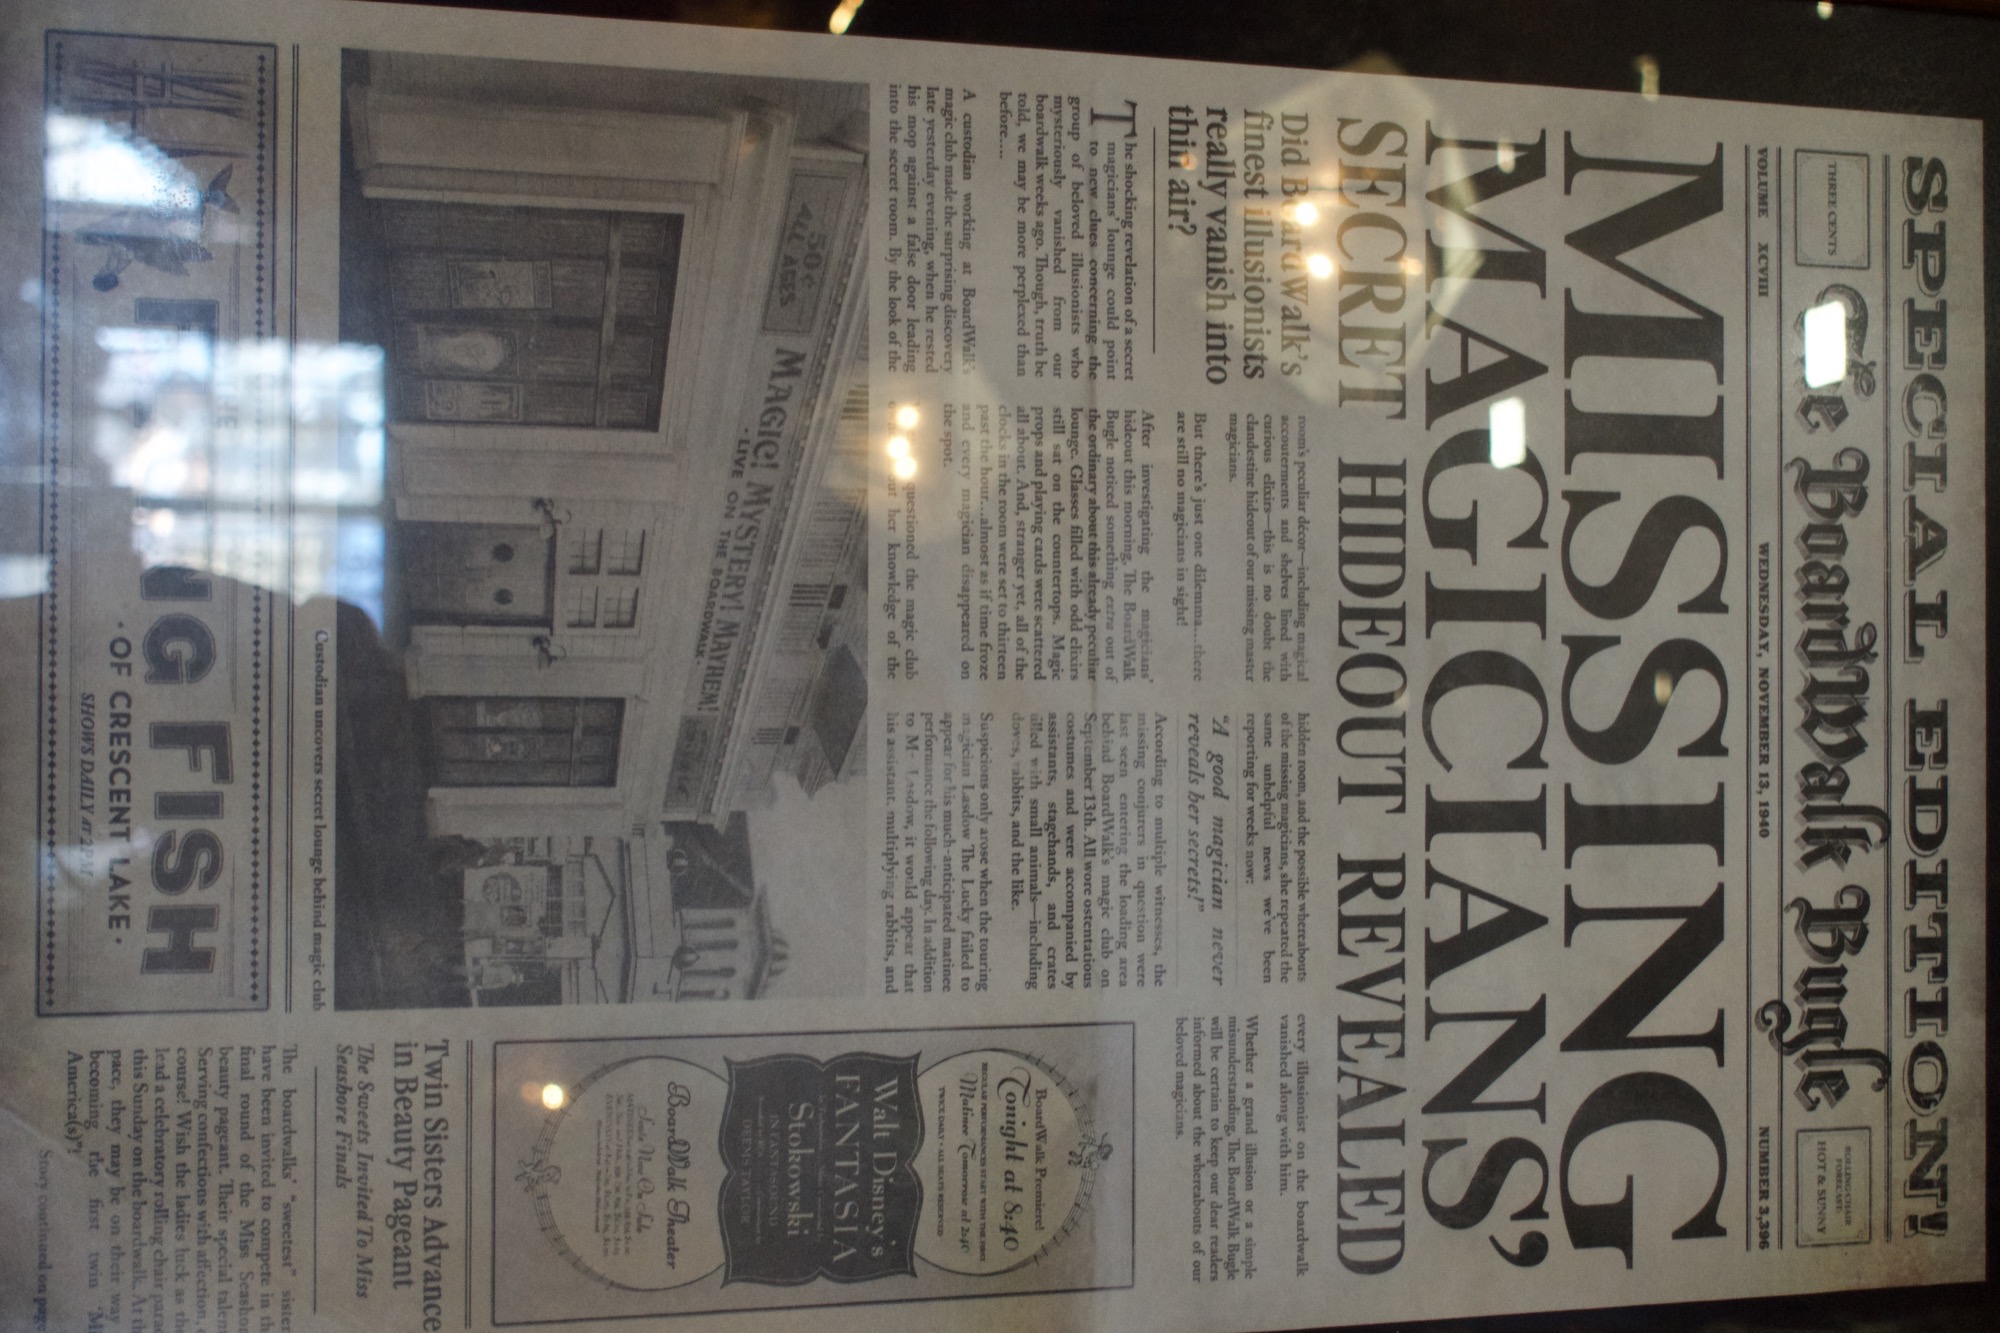 SPECIAL EDITION!
THREE CENTS
The BoardWalk Bugle
ROLLING CHAIR
FORECAST:
HOT & SUNNY
VOLUME XCVIII
WEDNESDAY, NOVEMBER 13, 1940
NUMBER 3,396
MISSING
MAGICIANS'
SECRET HIDEOUT REVEALED
Did BoardWalk's
finest illusionists
really vanish into
thin air?
The shocking revelation of a secret
magicians' lounge could point
to new clues concerning the
group of beloved illusionists who
mysteriously vanished from our
boardwalk weeks ago. Though, truth be
told, we may be more perplexed than
before....
A custodian working at BoardWalk's
magic club made the surprising discovery
late yesterday evening, when he rested
his mop against a false door leading
into the secret room. By the look of the
room's peculiar décor—including magical
accouterments and shelves lined with
curious elixirs—this is no doubt the
clandestine hideout of our missing master
magicians.
But there's just one dilemma...there
are still no magicians in sight!
After investigating the magicians'
hideout this morning, The BoardWalk
Bugle noticed something extra out of
the ordinary about this already peculiar
lounge. Glasses filled with odd elixirs
still sat on the countertops. Magic
props and playing cards were scattered
all about. And, stranger yet, all of the
clocks in the room were set to thirteen
past the hour...almost as if time froze
and every magician disappeared on
the spot.
questioned the magic club
her knowledge of the
hidden room, and the possible whereabouts
of the missing magicians, she repeated the
same unhelpful news we've been
reporting for weeks now:
"A good magician never
reveals her secrets!"
According to multiple witnesses, the
missing conjurers in question were
last seen entering the loading area
behind BoardWalk's magic club on
September 13th. All wore ostentatious
costumes and were accompanied by
assistants, stagehands, and crates
filled with small animals—including
doves, rabbits, and the like.
Suspicions only arose when the touring
magician Lasdow The Lucky failed to
appear for his much-anticipated matinee
performance the following day. In addition
to Mr. Lasdow, it would appear that
his assistant, multiplying rabbits, and
every illusionist on the boardwalk
vanished along with him.
Whether a grand illusion or a simple
misunderstanding, The BoardWalk Bugle
will be certain to keep our dear readers
informed about the whereabouts of our
beloved magicians.
BoardWalk Premiere!
Tonight at 8:40
REGULAR PERFORMANCES START WITH THE FIRST
Matinee Tomorrow at 2:40
TWICE DAILY • ALL SEATS RESERVED
Walt Disney's
FANTASIA
Stokowski
IN FANTASOUND
DEEMS TAYLOR
BoardWalk Theater
Seats Now On Sale
50¢
ALL AGES
MAGIC! MYSTERY! MAYHEM!
• LIVE ON THE BOARDWALK •
Custodian uncovers secret lounge behind magic club
THE
FISH
• OF CRESCENT LAKE •
SHOWS DAILY AT 2PM
Twin Sisters Advance
in Beauty Pageant
The Sweets Invited To Miss
Seashore Finals
The boardwalks' "sweetest" sister
have been invited to compete in th
final round of the Miss Seashor
beauty pageant. Their special talen
Serving confections with affection,
course! Wish the ladies luck as the
lead a celebratory rolling chair para
this Sunday on the boardwalk. At th
pace, they may be on their way
becoming the first twin 'Mi
America(s)"!
Story continued on page